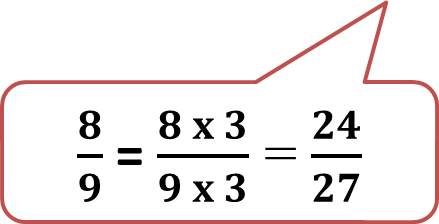 8/9 = 8 x 3/9 x 3 = 24/27